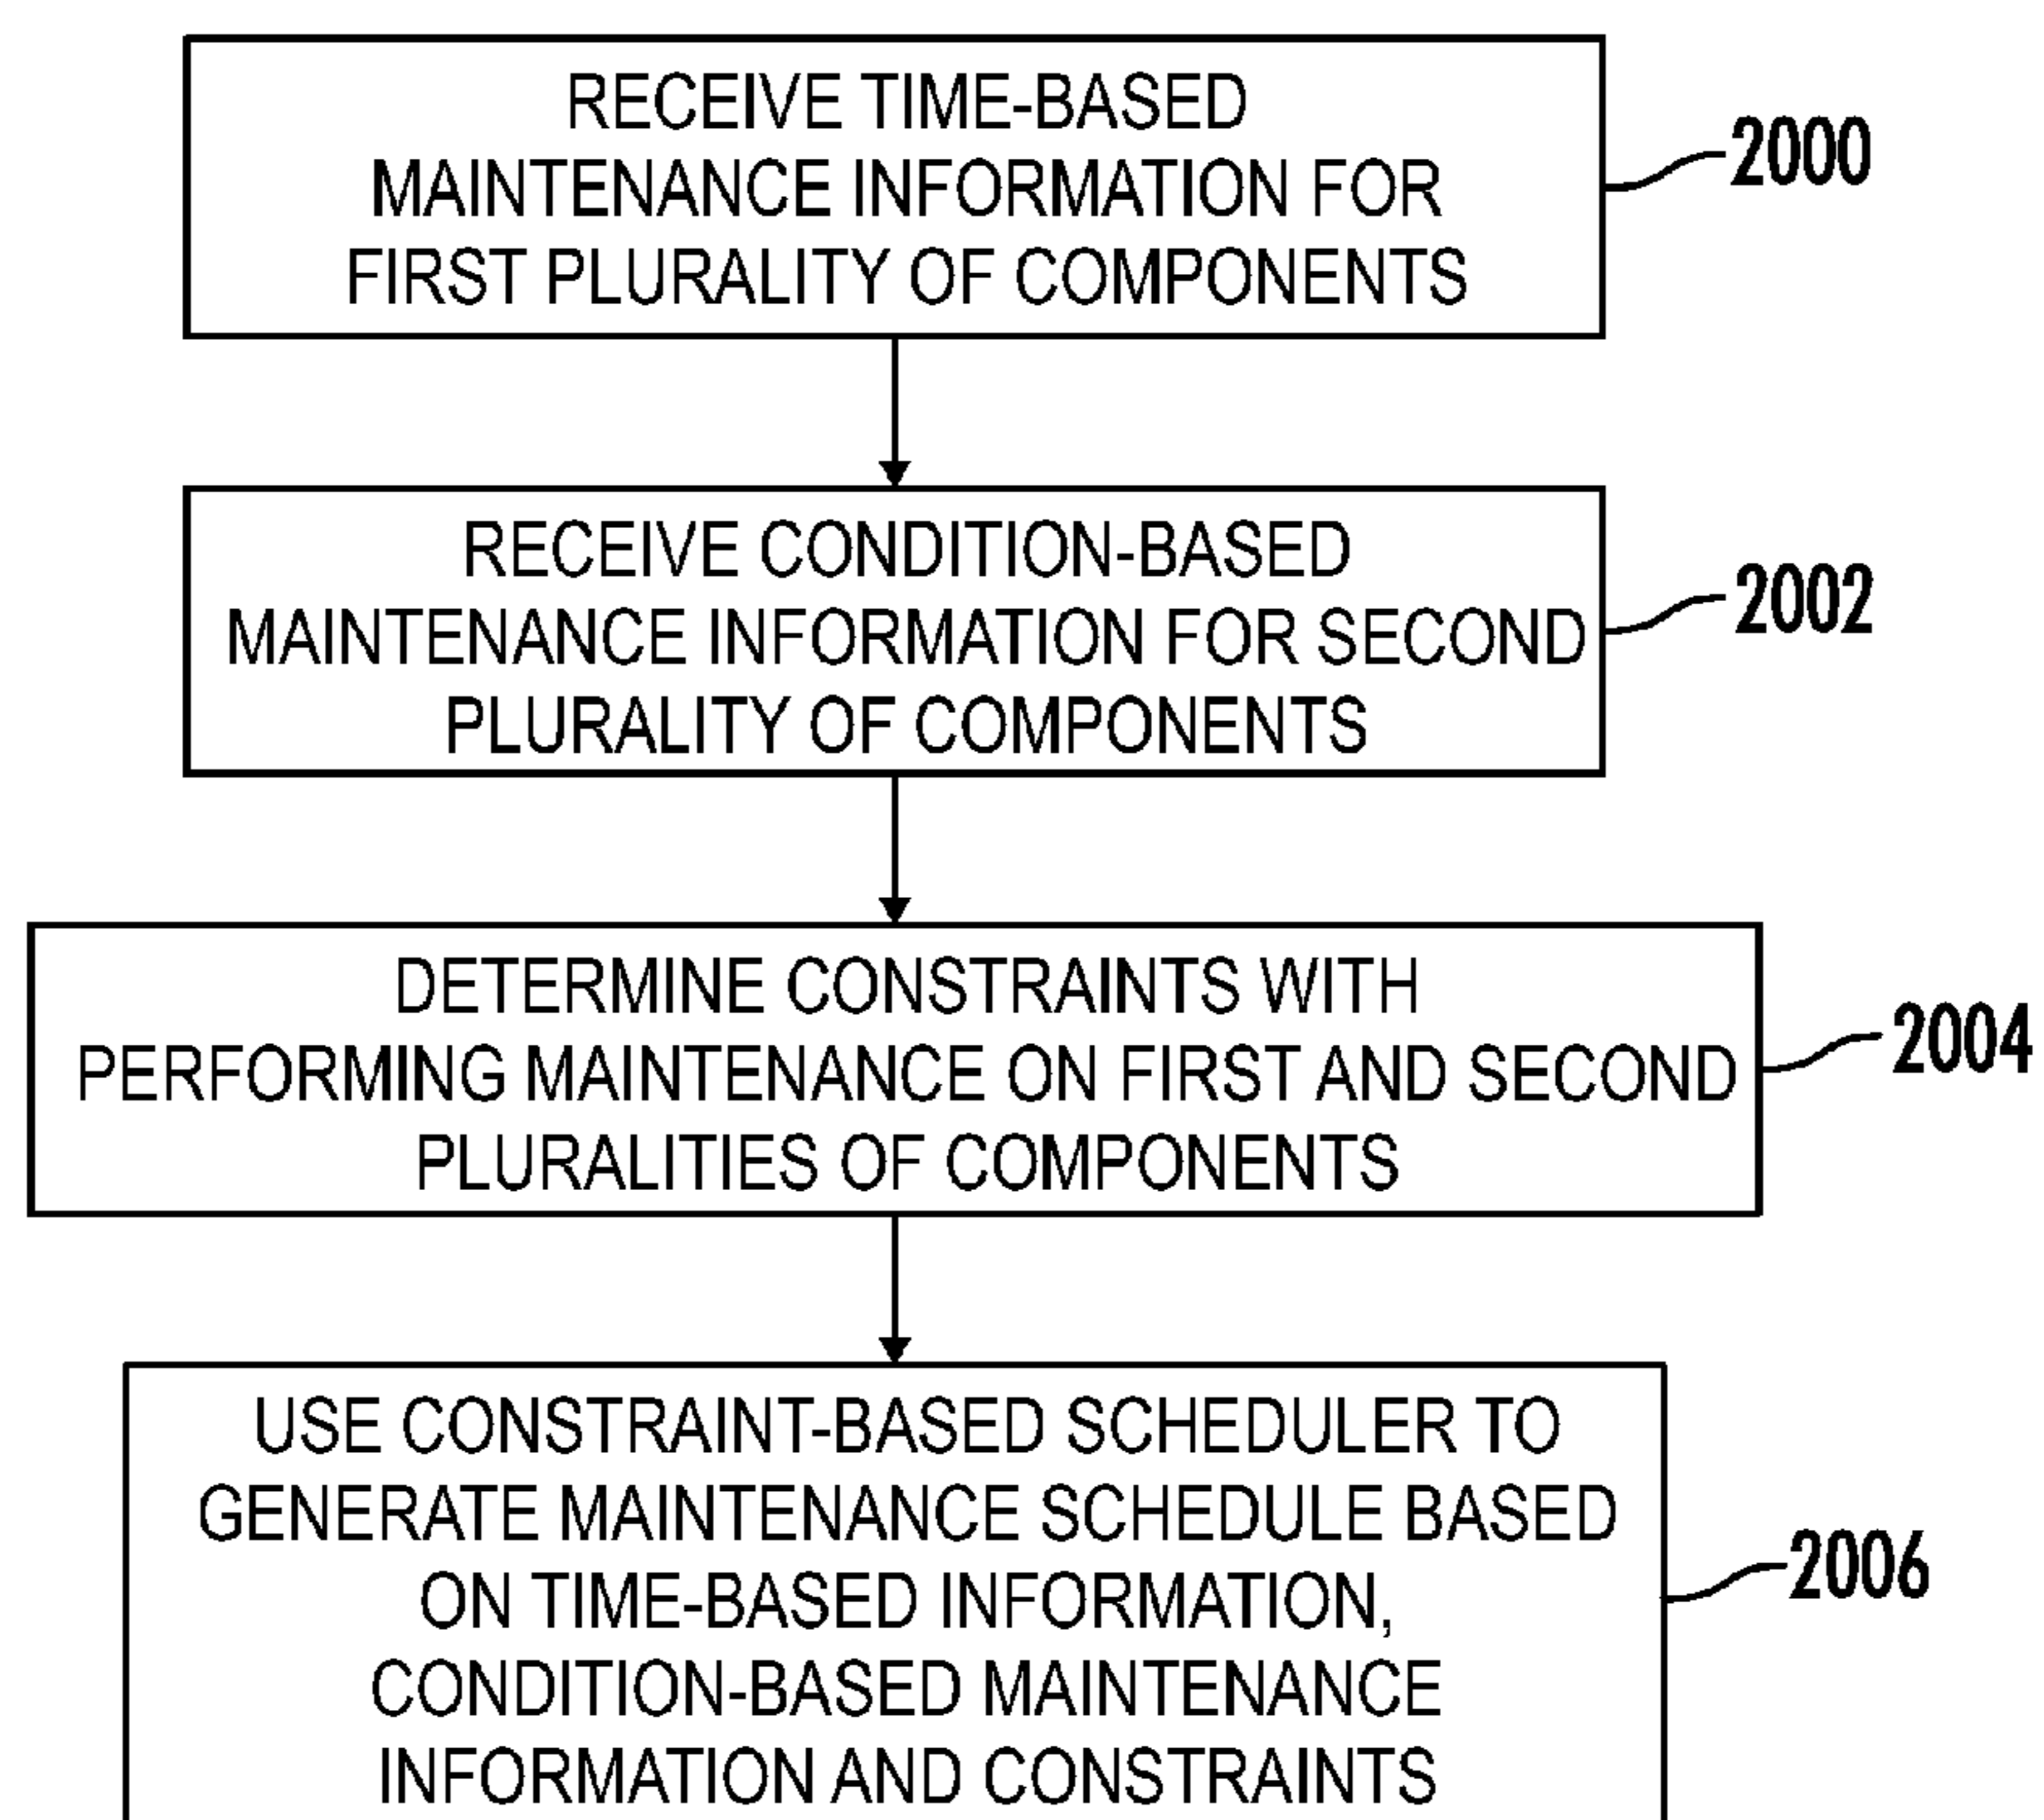 RECEIVE TIME-BASED
MAINTENANCE INFORMATION FOR
FIRST PLURALITY OF COMPONENTS
2000
RECEIVE CONDITION-BASED
MAINTENANCE INFORMATION FOR SECOND
PLURALITY OF COMPONENTS
2002
DETERMINE CONSTRAINTS WITH
PERFORMING MAINTENANCE ON FIRST AND SECOND
PLURALITIES OF COMPONENTS
2004
USE CONSTRAINT-BASED SCHEDULER TO
GENERATE MAINTENANCE SCHEDULE BASED
ON TIME-BASED INFORMATION,
CONDITION-BASED MAINTENANCE
INFORMATION AND CONSTRAINTS
2006